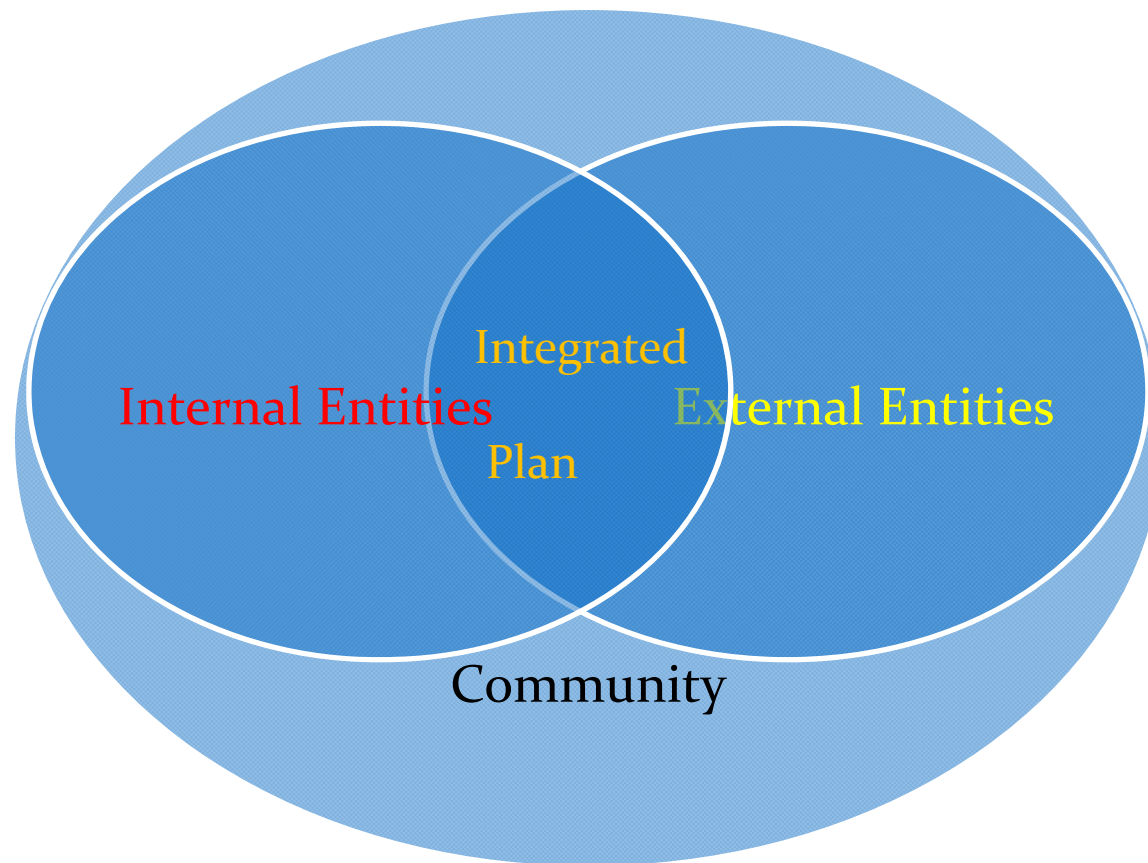 Integrated
Internal Entities
External Entities
Plan
Community